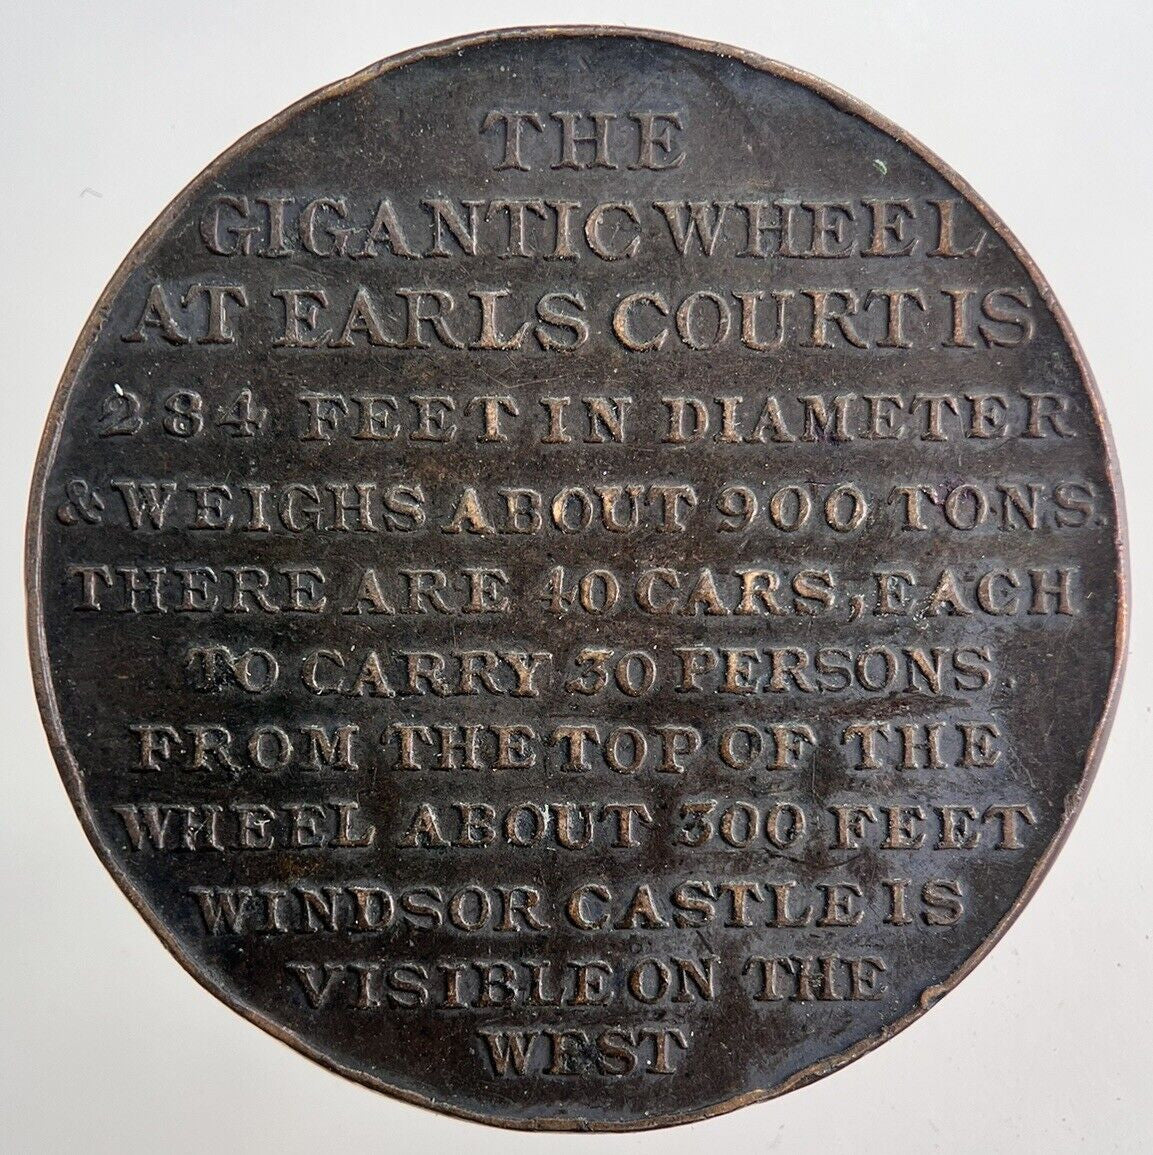 THE
GIGANTIC WHEEL
AT EARLS COURT IS
284 FEET IN DIAMETER
& WEIGHS ABOUT 900 TONS.
THERE ARE 40 CARS, EACH
TO CARRY 30 PERSONS.
FROM THE TOP OF THE
WHEEL ABOUT 300 FEET
WINDSOR CASTLE IS
VISIBLE ON THE
WEST